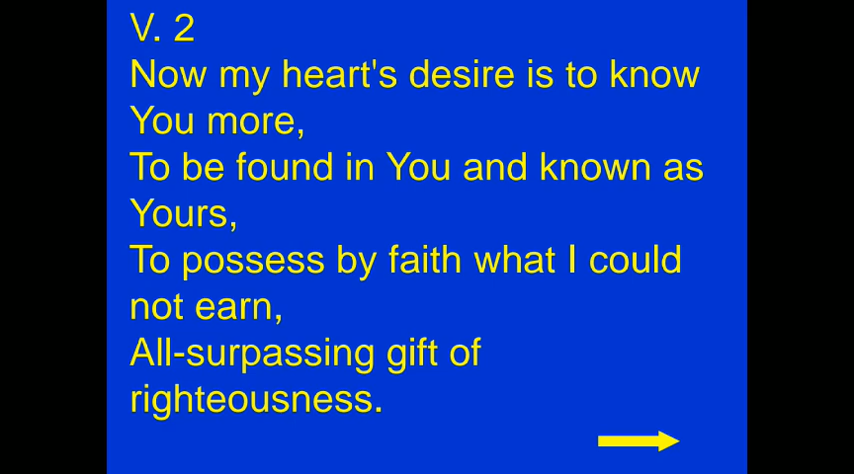 V. 2
Now my heart's desire is to know
You more,
To be found in You and known as
Yours,
To possess by faith what I could
not earn,
All-surpassing gift of
righteousness.